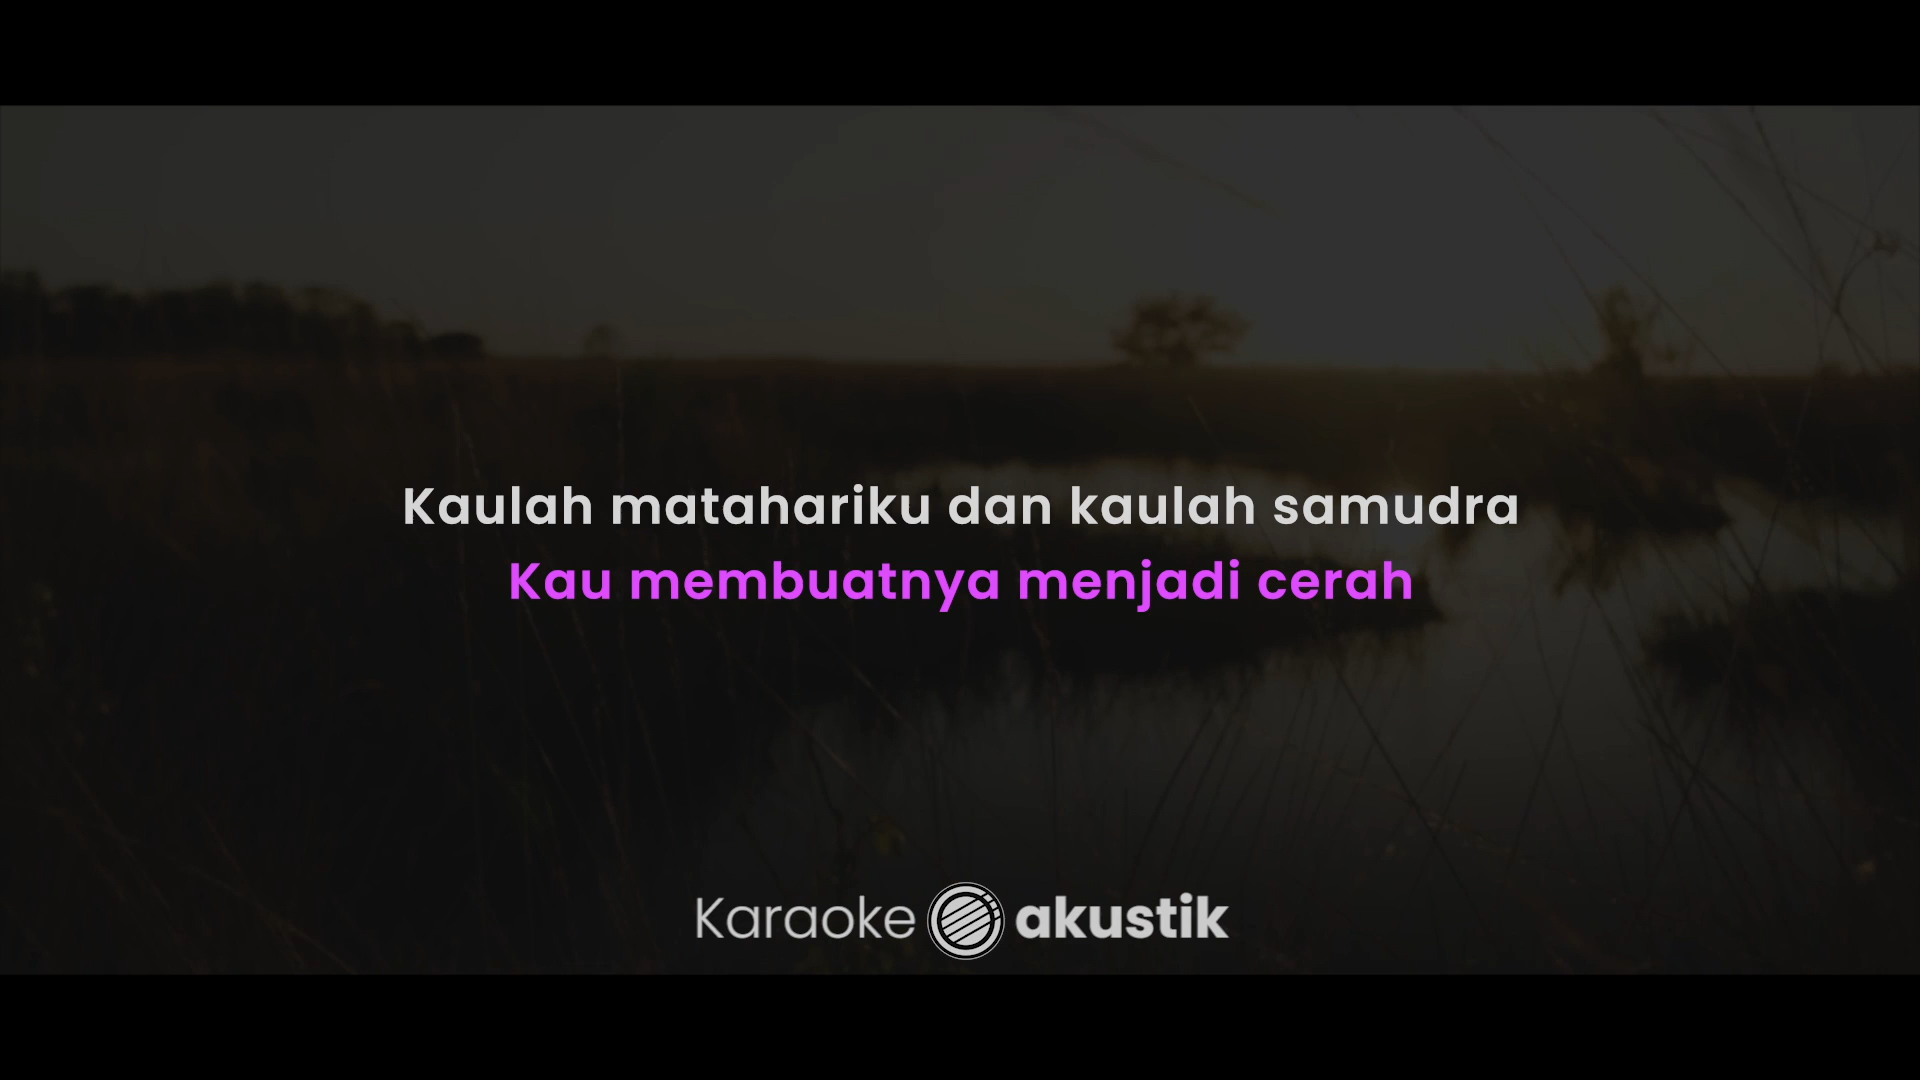 Kaulah matahariku dan kaulah samudra
Kau membuatnya menjadi cerah
Karaoke akustik